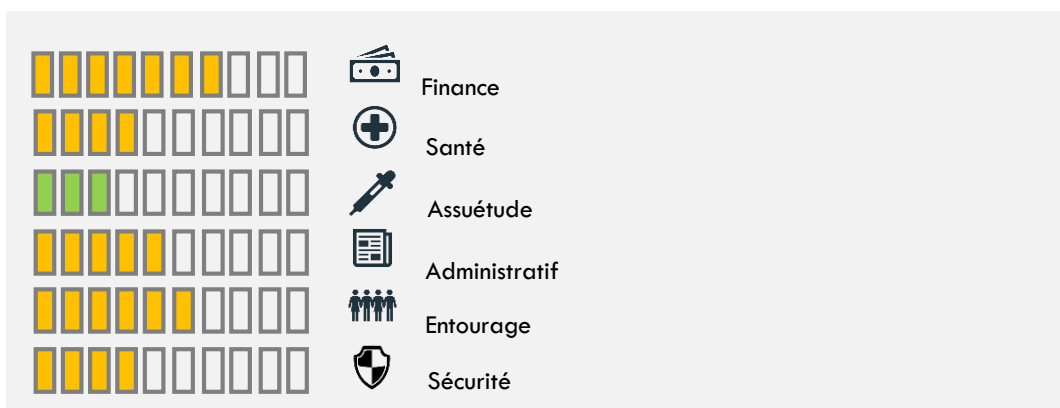 Finance
Santé
Assuétude
Administratif
Entourage
Sécurité